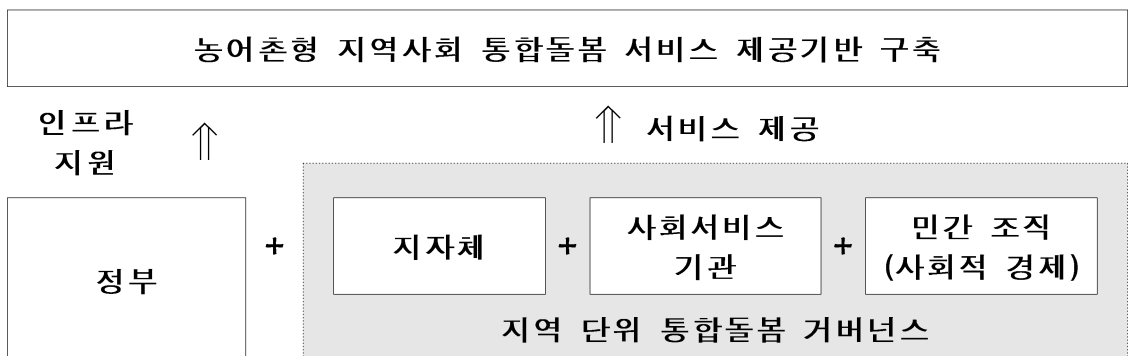 농어촌형 지역사회 통합돌봄 서비스 제공기반 구축
인프라
지원
⇑
⇑ 서비스 제공
정부
+
지자체
+
사회서비스
기관
+
민간 조직
(사회적 경제)
지역 단위 통합돌봄 거버넌스